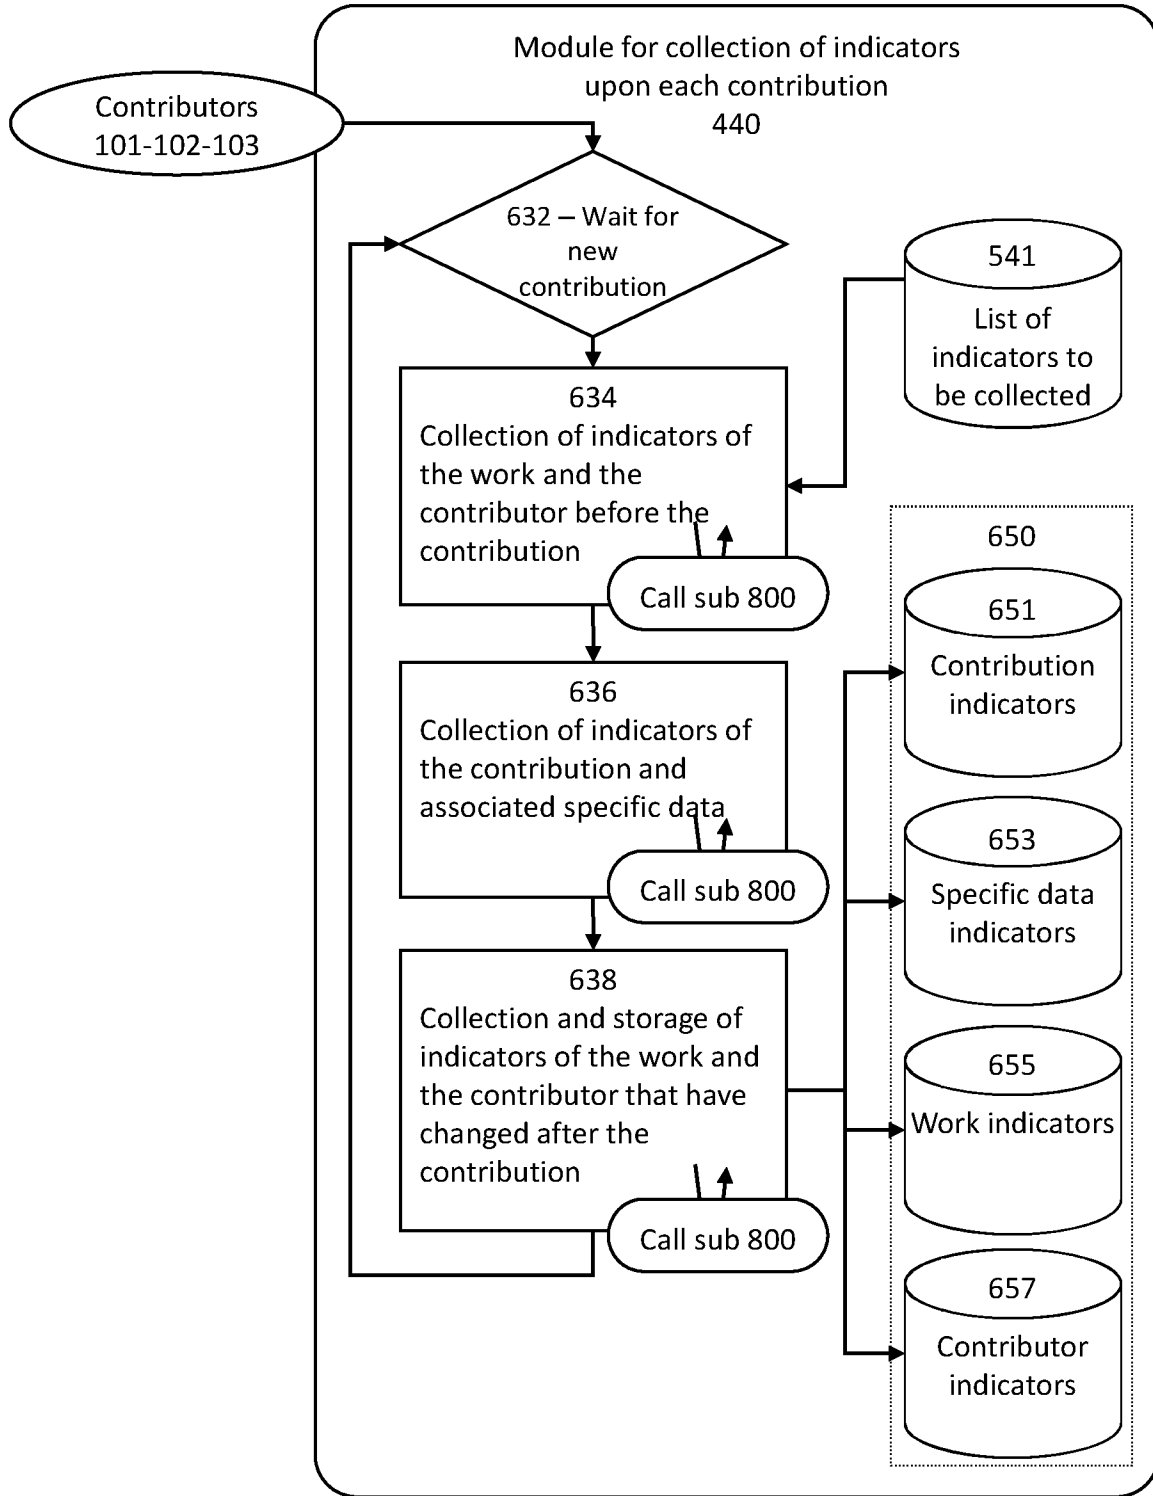 Module for collection of indicators
upon each contribution
440
Contributors
101-102-103
632 – Wait for
new
contribution
541
List of
indicators to
be collected
634
Collection of indicators of
the work and the
contributor before the
contribution
Call sub 800
636
Collection of indicators of
the contribution and
associated specific data
Call sub 800
638
Collection and storage of
indicators of the work and
the contributor that have
changed after the
contribution
Call sub 800
650
651
Contribution
indicators
653
Specific data
indicators
655
Work indicators
657
Contributor
indicators